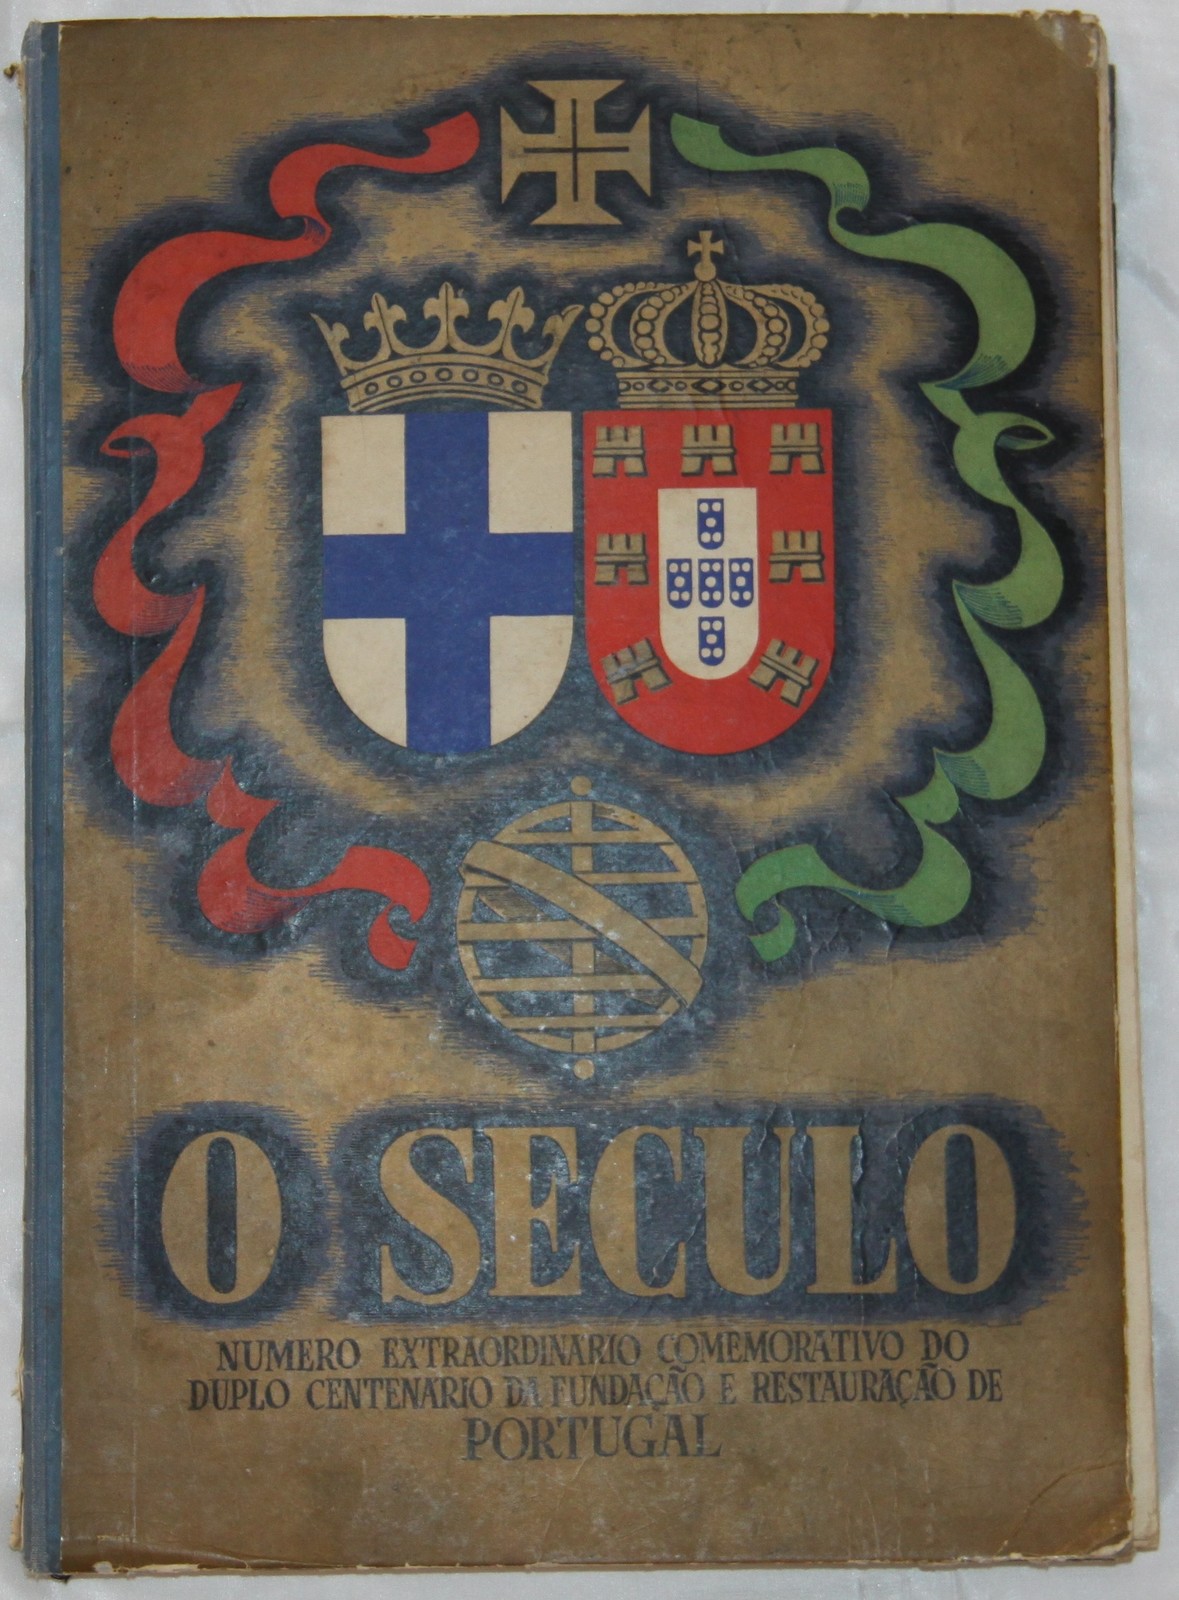 O SECULO
NUMERO EXTRAORDINARIO COMEMORATIVO DO
DUPLO CENTENARIO DA FUNDAÇÃO E RESTAURAÇÃO DE
PORTUGAL